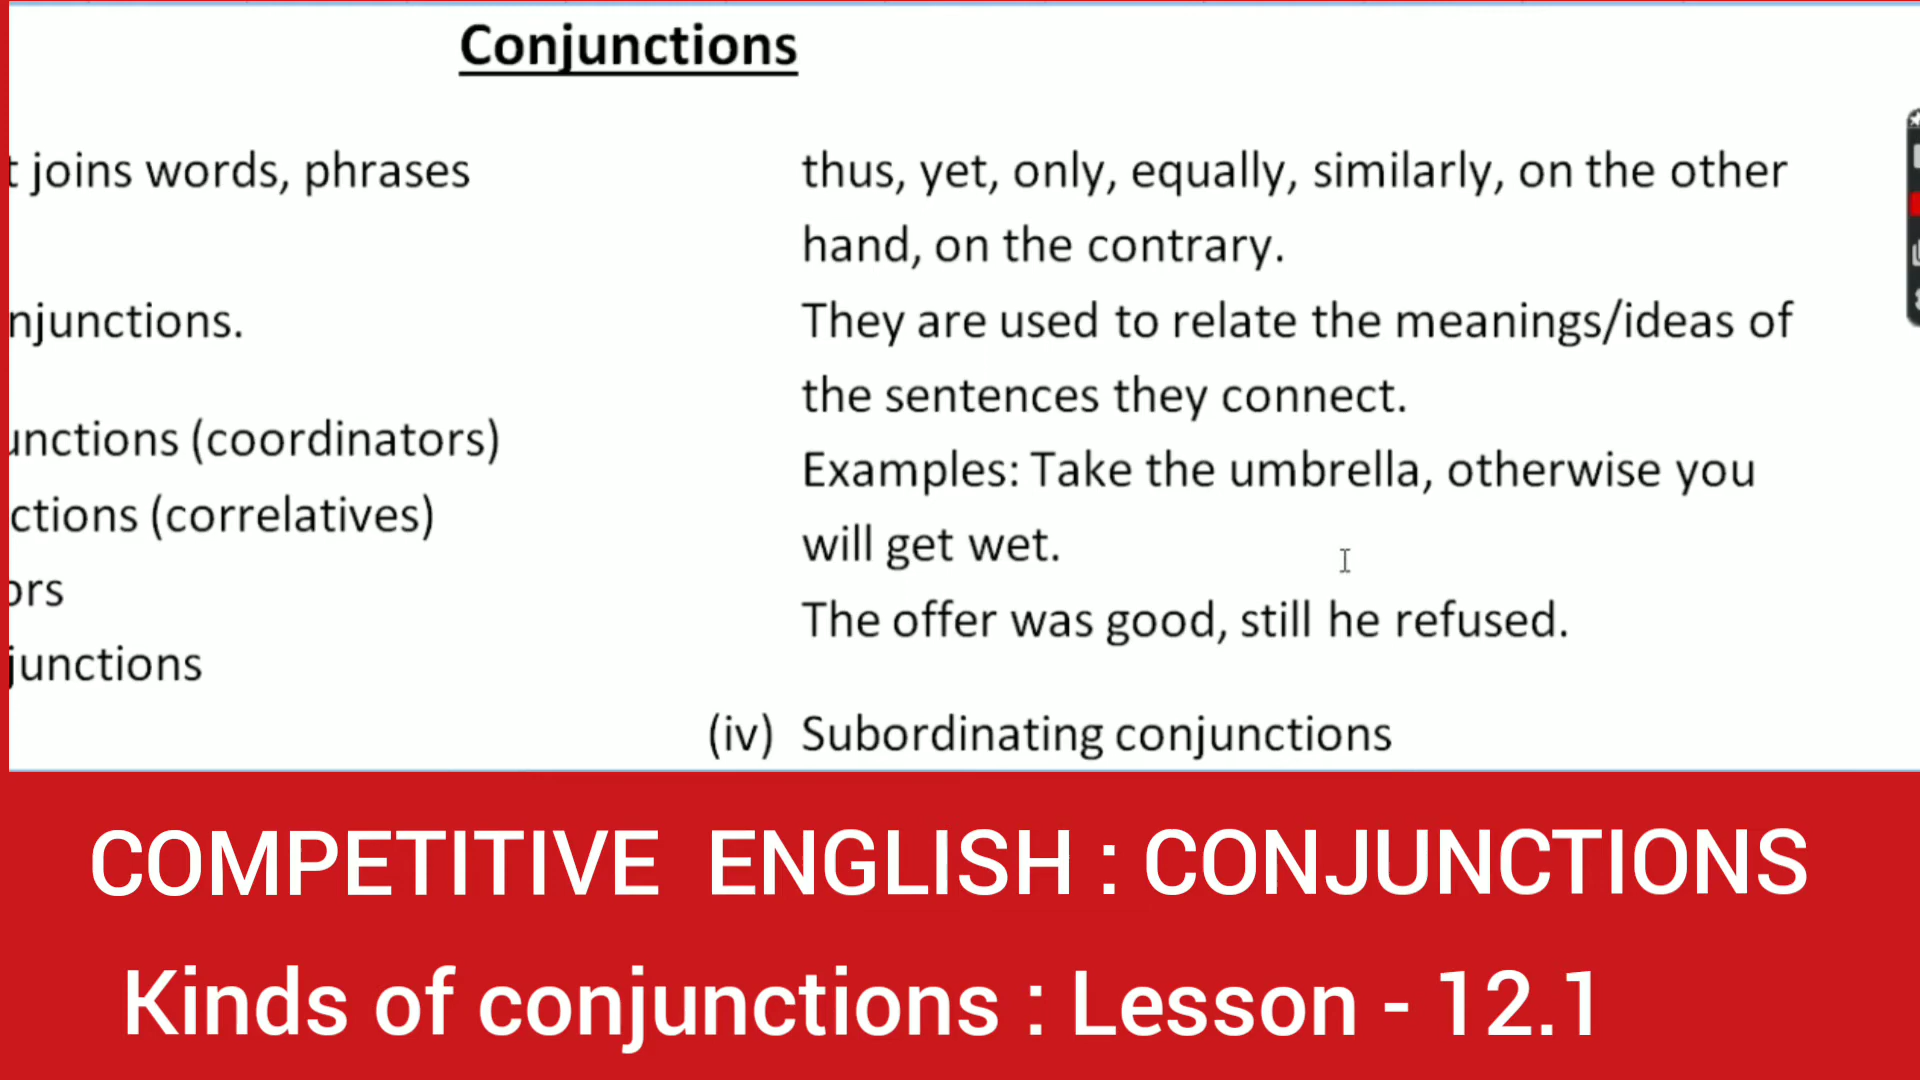 Conjunctions
t joins words, phrases
njunctions.
unctions (coordinators)
ctions (correlatives)
ors
junctions
thus, yet, only, equally, similarly, on the other
hand, on the contrary.
They are used to relate the meanings/ideas of
the sentences they connect.
Examples: Take the umbrella, otherwise you
will get wet.
The offer was good, still he refused.
(iv) Subordinating conjunctions
COMPETITIVE ENGLISH : CONJUNCTIONS
Kinds of conjunctions : Lesson - 12.1